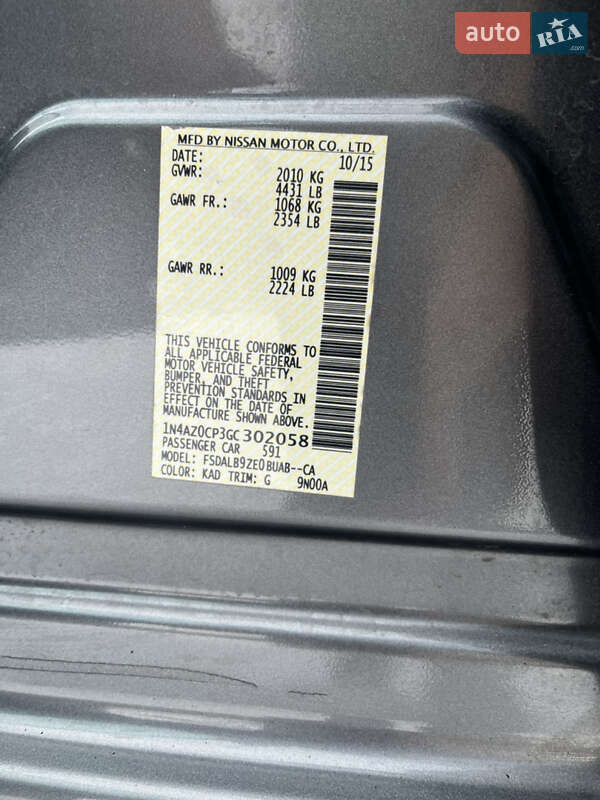 auto RIA .com
MFD BY NISSAN MOTOR CO., LTD.
DATE: 10/15
GVWR: 2010 KG
4431 LB
GAWR FR.: 1068 KG
2354 LB
GAWR RR.: 1009 KG
2224 LB
THIS VEHICLE CONFORMS TO
ALL APPLICABLE FEDERAL
MOTOR VEHICLE SAFETY,
BUMPER, AND THEFT
PREVENTION STANDARDS IN
EFFECT ON THE DATE OF
MANUFACTURE SHOWN ABOVE.
1N4AZ0CP3GC302058
PASSENGER CAR 591
MODEL: FSDALB9ZE0BUAB--CA
COLOR: KAD TRIM: G 9N00A